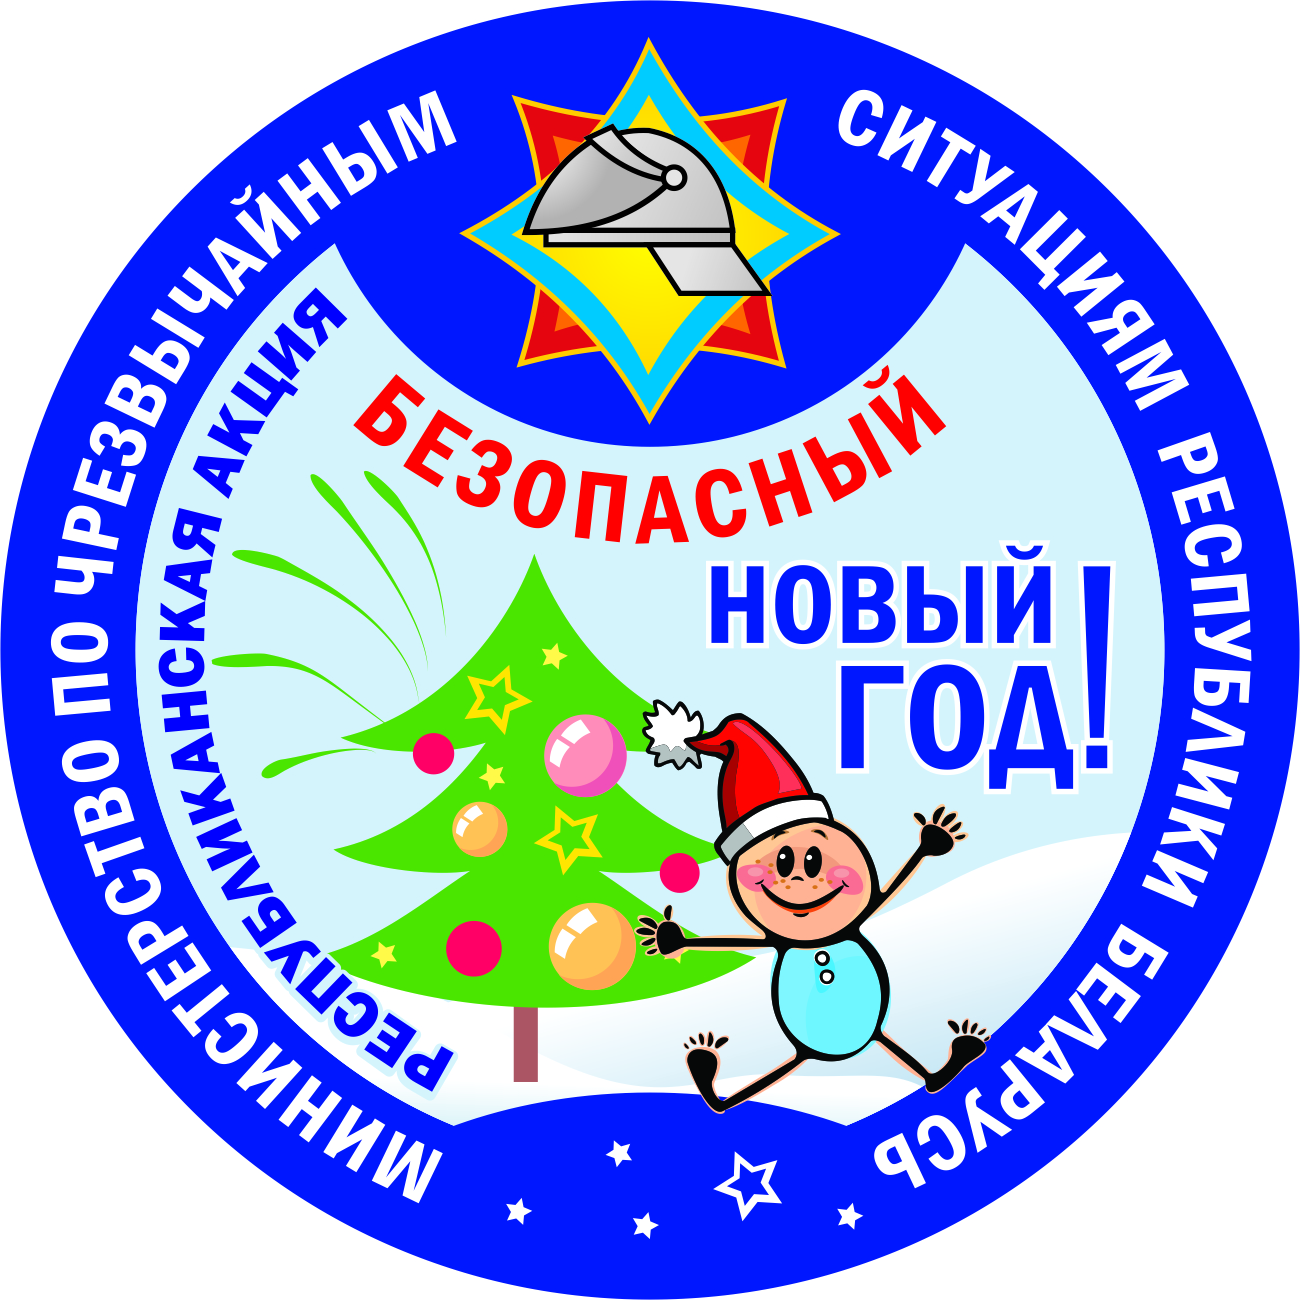 МИНИСТЕРСТВО ПО ЧРЕЗВЫЧАЙНЫМ СИТУАЦИЯМ РЕСПУБЛИКИ БЕЛАРУСЬ
РЕСПУБЛИКАНСКАЯ АКЦИЯ
БЕЗОПАСНЫЙ
НОВЫЙ
ГОД!